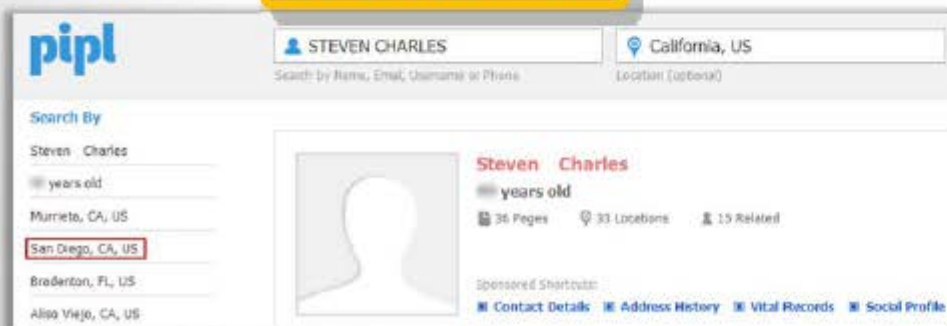 pipl
STEVEN CHARLES
California, US
Search by Name, Email, Username or Phone
Location (optional)
Search By
Steven Charles
years old
Murrieta, CA, US
San Diego, CA, US
Bradenton, FL, US
Aliso Viejo, CA, US
Steven Charles
years old
36 Pages 33 Locations 15 Related
Sponsored Shortcuts:
Contact Details Address History Vital Records Social Profile